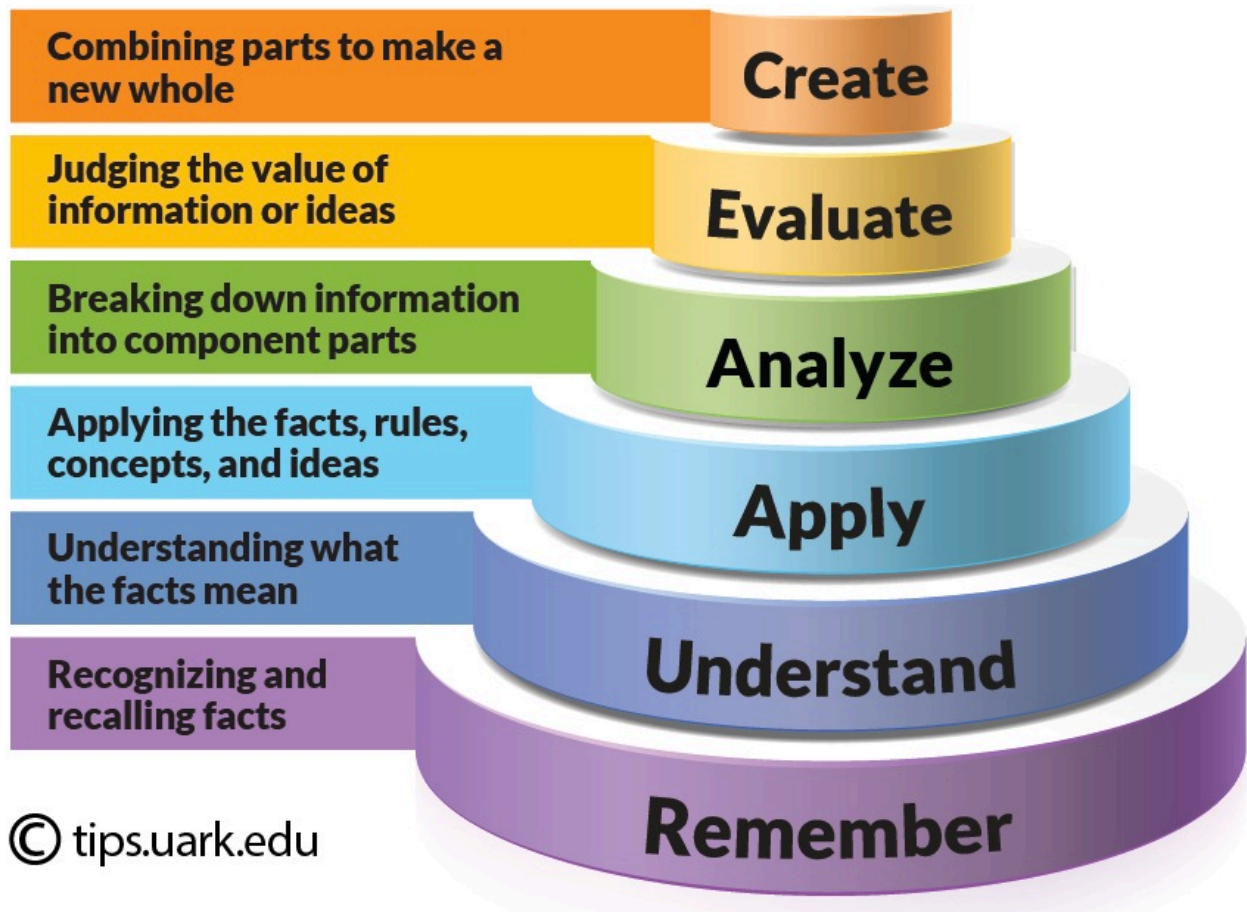 Combining parts to make a
new whole
Create
Judging the value of
information or ideas
Evaluate
Breaking down information
into component parts
Analyze
Applying the facts, rules,
concepts, and ideas
Apply
Understanding what
the facts mean
Understand
Recognizing and
recalling facts
Remember
© tips.uark.edu